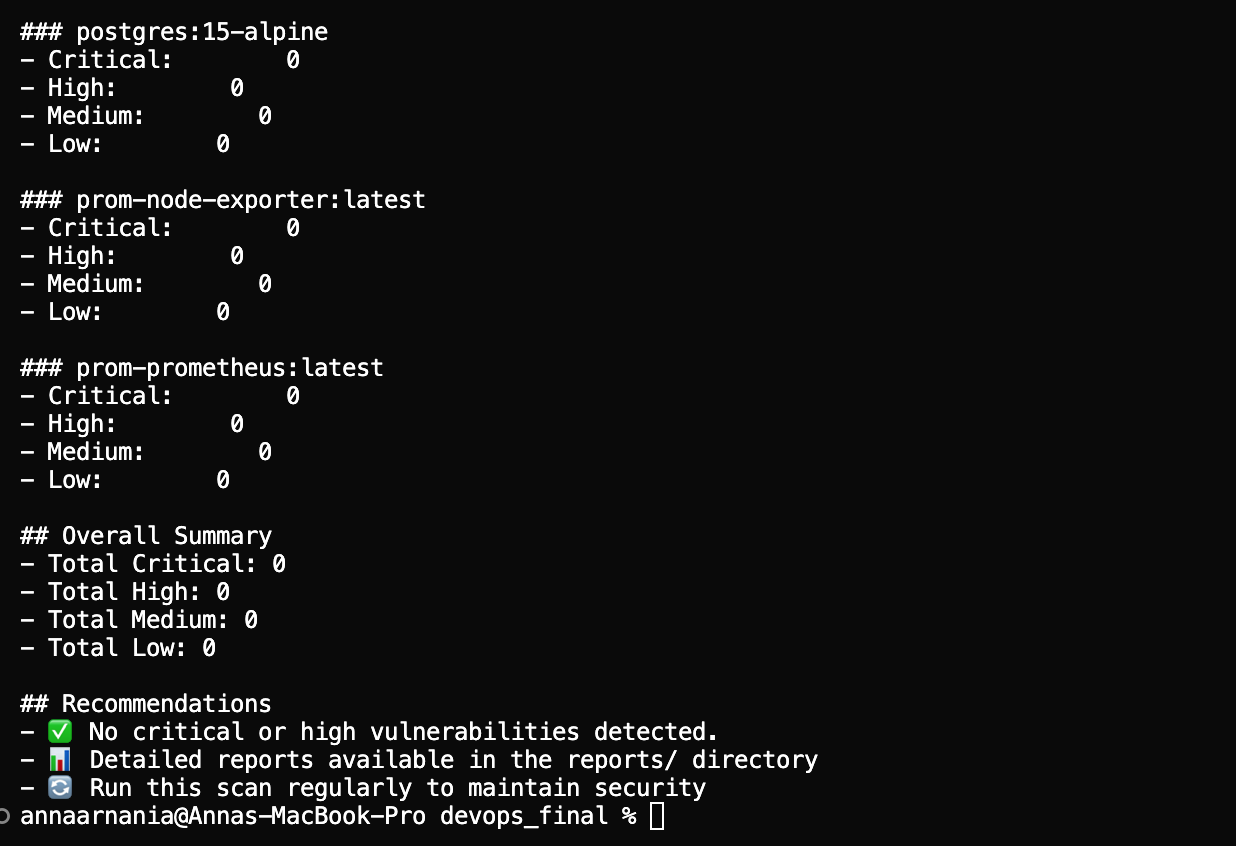 ### postgres:15-alpine
- Critical:        0
- High:        0
- Medium:        0
- Low:        0

### prom-node-exporter:latest
- Critical:        0
- High:        0
- Medium:        0
- Low:        0

### prom-prometheus:latest
- Critical:        0
- High:        0
- Medium:        0
- Low:        0

## Overall Summary
- Total Critical: 0
- Total High: 0
- Total Medium: 0
- Total Low: 0

## Recommendations
- ✅ No critical or high vulnerabilities detected.
- 📊 Detailed reports available in the reports/ directory
- 🔄 Run this scan regularly to maintain security
annaarnania@Annas-MacBook-Pro devops_final %